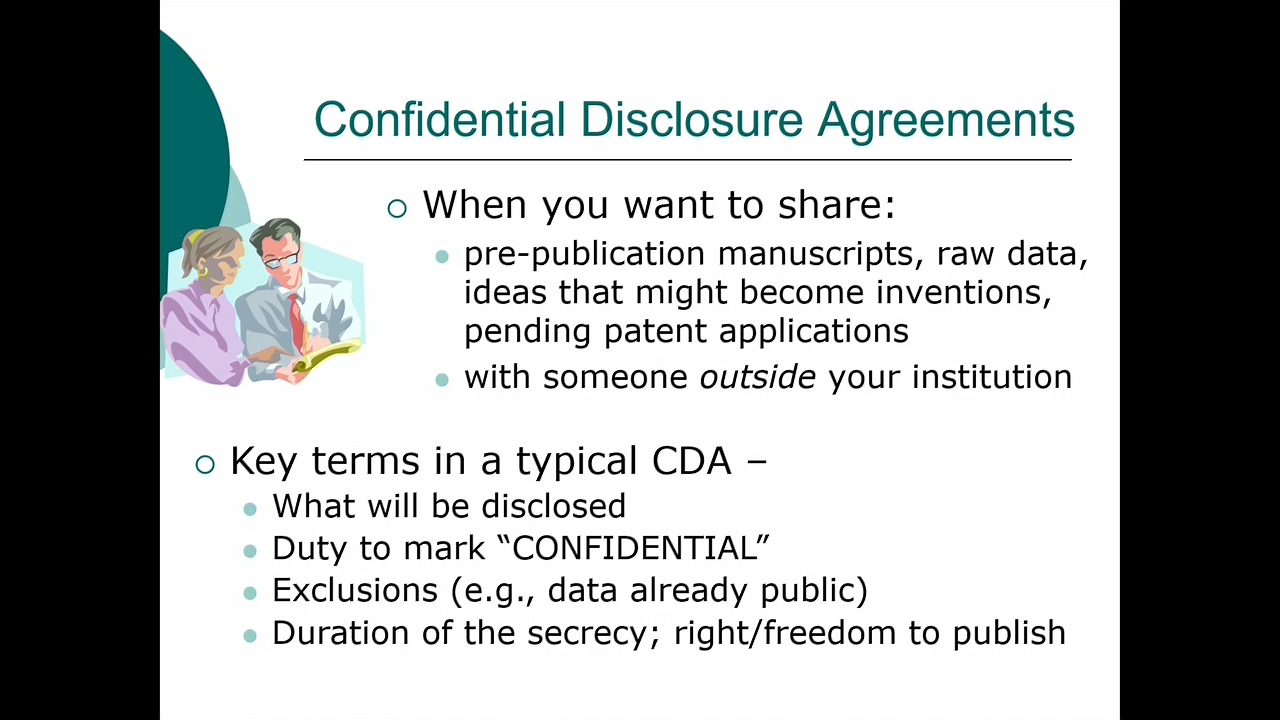 Confidential Disclosure Agreements
When you want to share:
pre-publication manuscripts, raw data,
ideas that might become inventions,
pending patent applications
with someone outside your institution
Key terms in a typical CDA –
What will be disclosed
Duty to mark “CONFIDENTIAL”
Exclusions (e.g., data already public)
Duration of the secrecy; right/freedom to publish